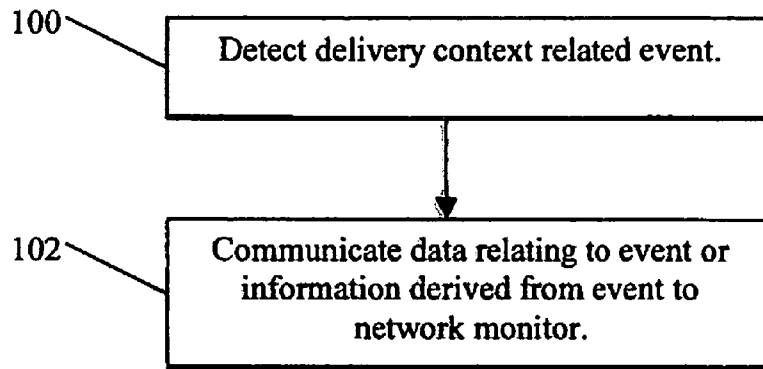 100
Detect delivery context related event.
102
Communicate data relating to event or
information derived from event to
network monitor.